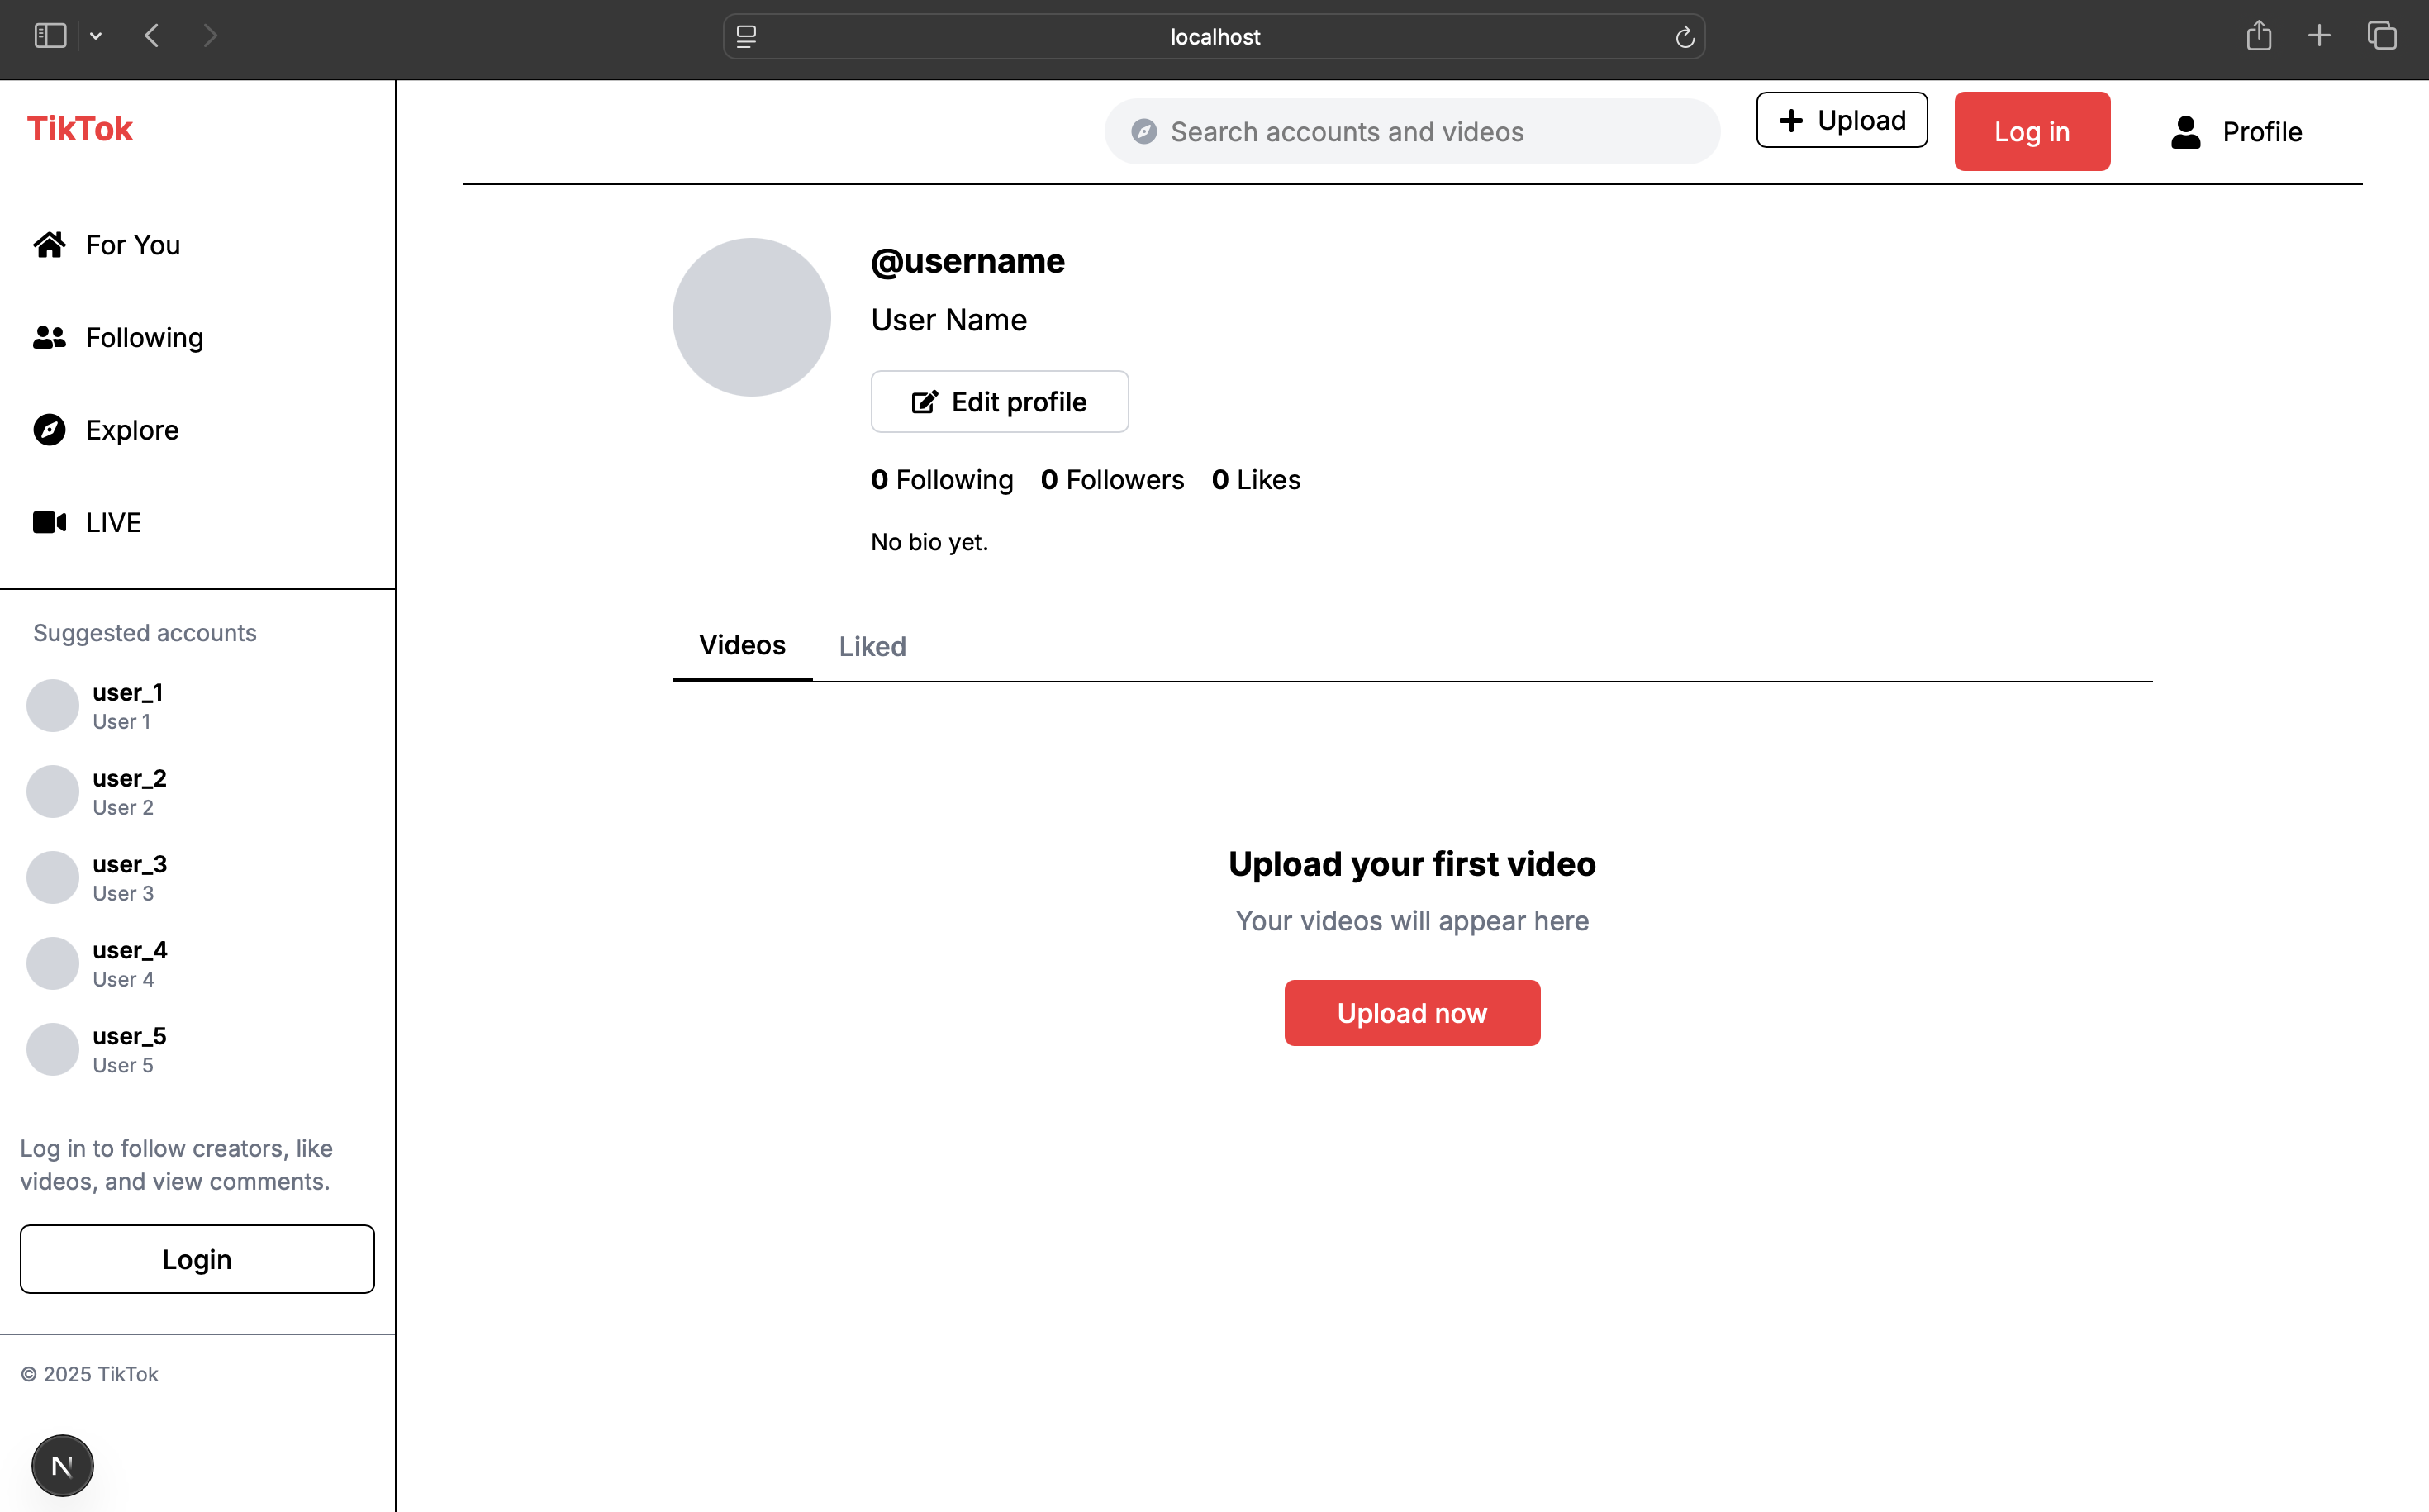 localhost
TikTok
Search accounts and videos
Upload
Log in
Profile
For You
Following
Explore
LIVE
@username
User Name
Edit profile
0 Following 0 Followers 0 Likes
No bio yet.
Videos
Liked
Suggested accounts
user_1
User 1
user_2
User 2
user_3
User 3
user_4
User 4
user_5
User 5
Upload your first video
Your videos will appear here
Upload now
Log in to follow creators, like
videos, and view comments.
Login
© 2025 TikTok
N